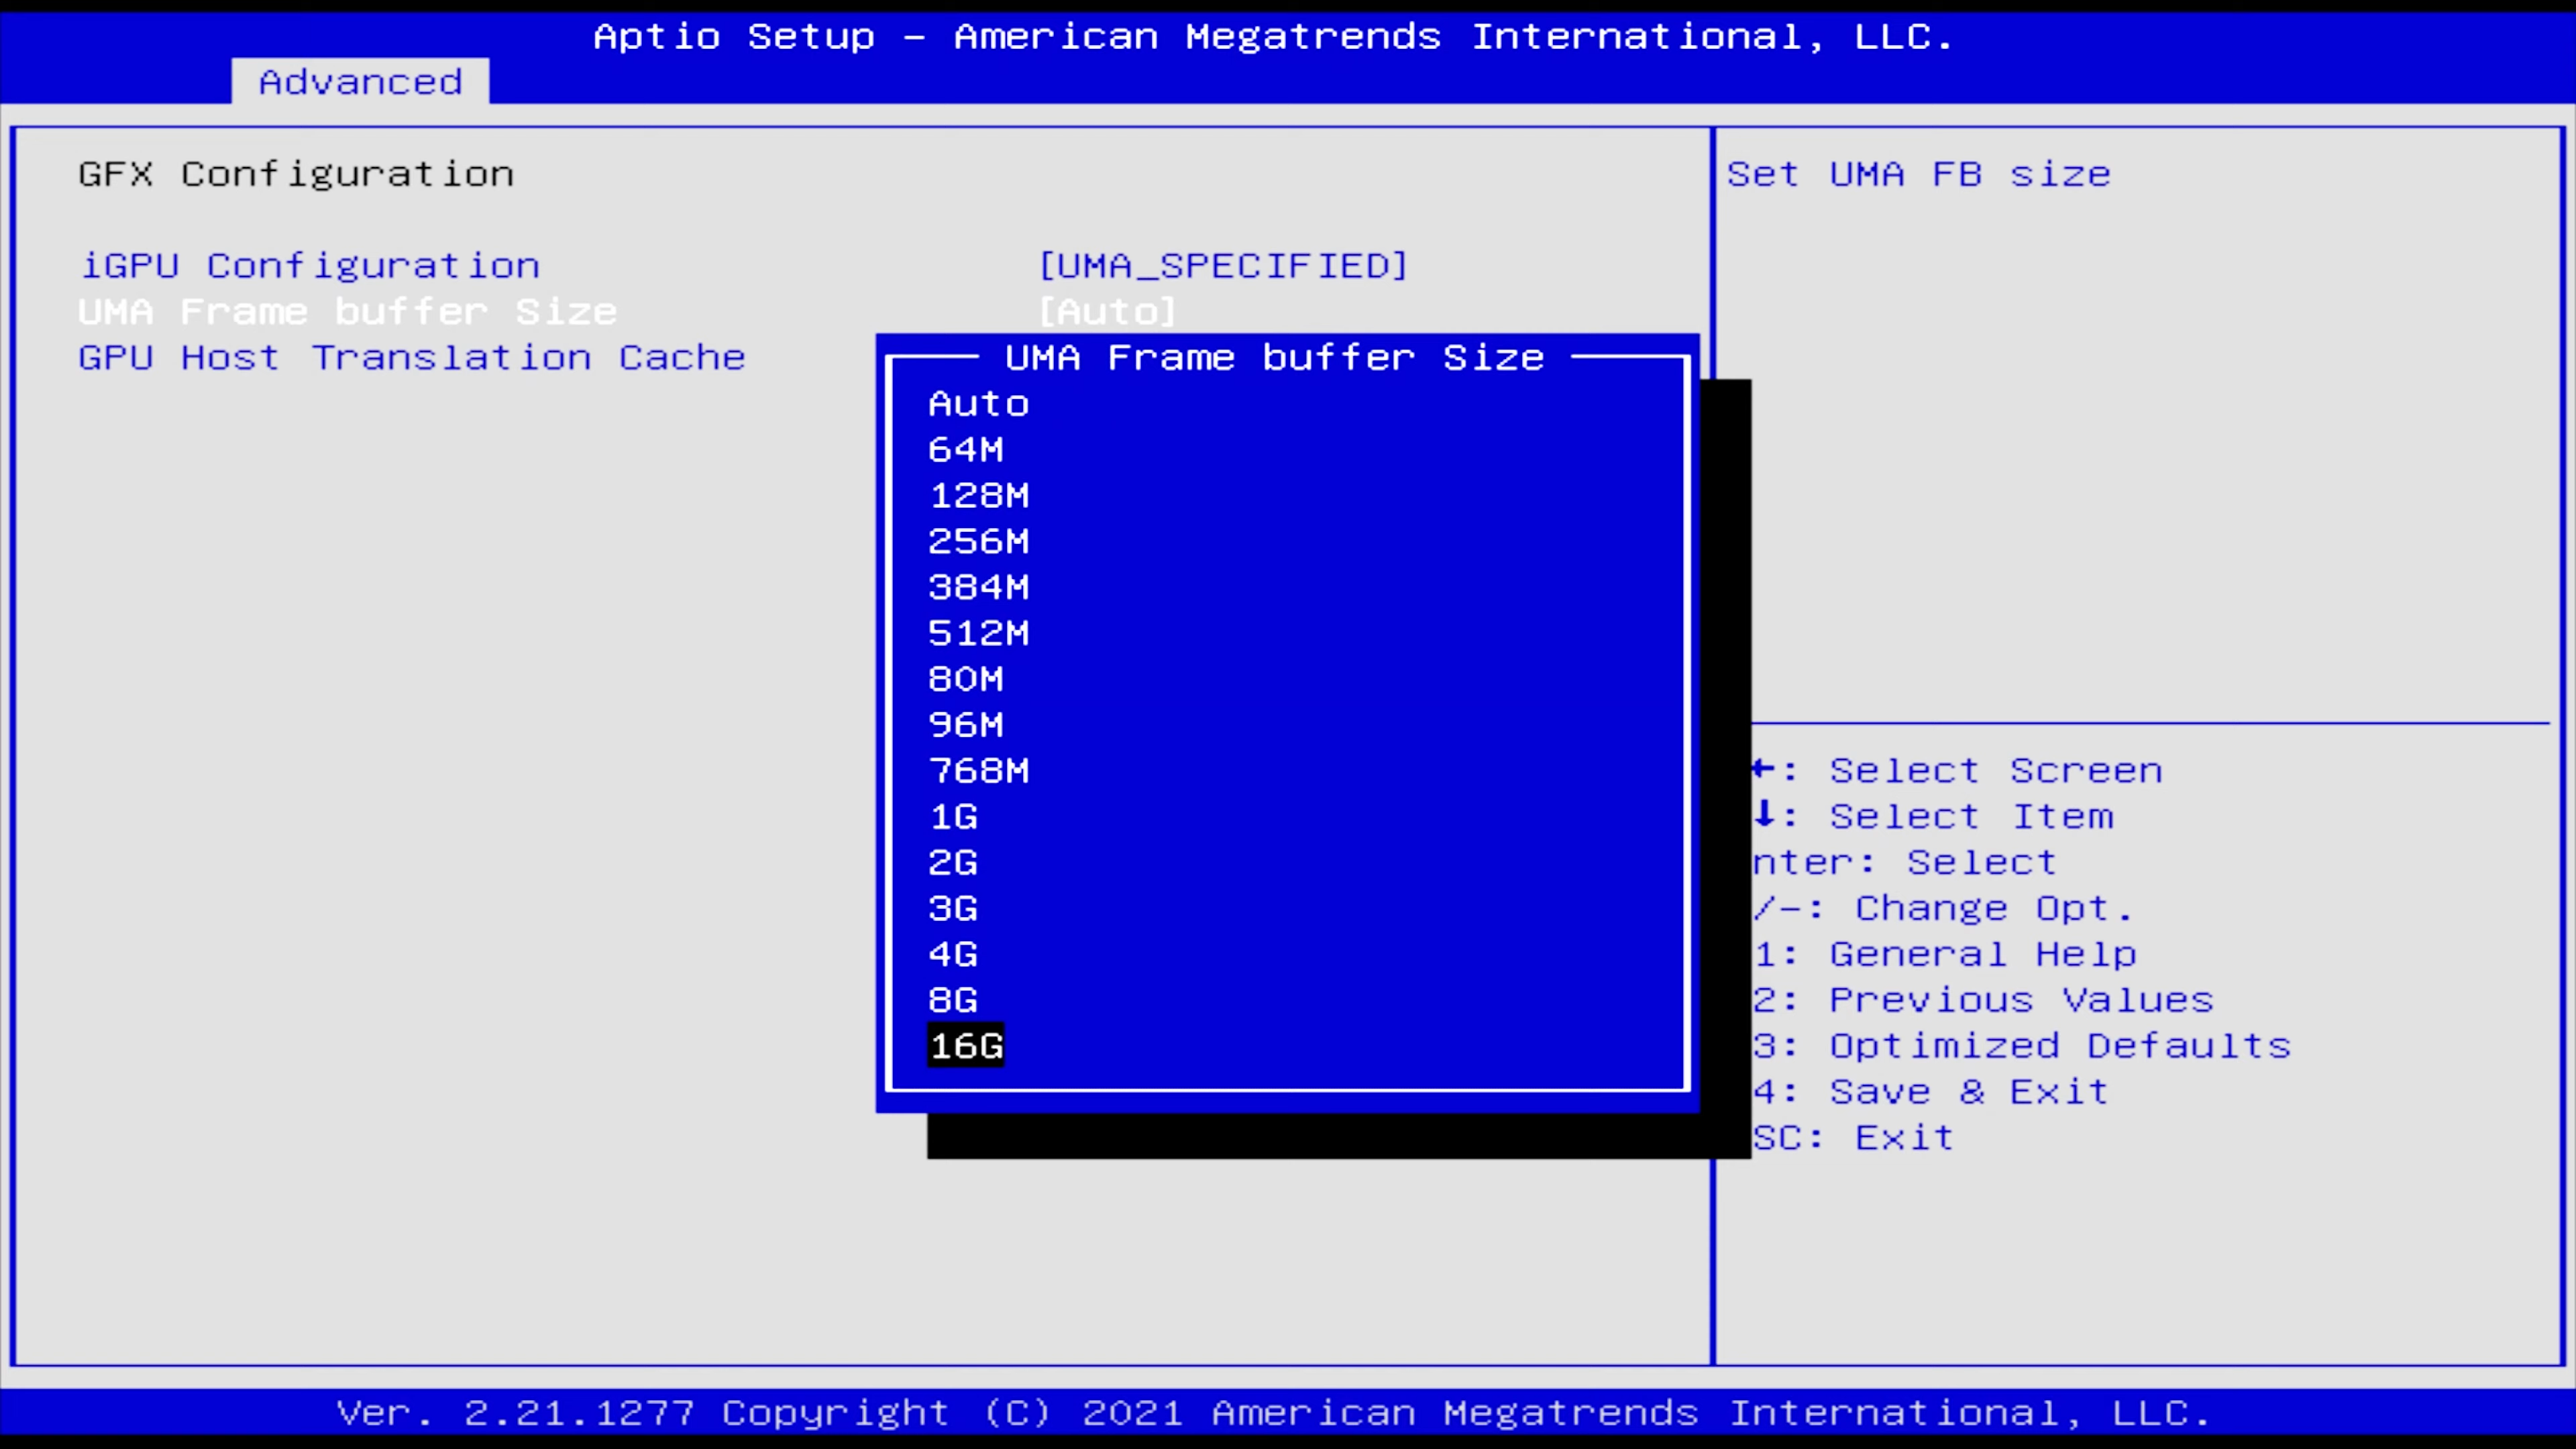 Aptio Setup – American Megatrends International, LLC.
Advanced
GFX Configuration
iGPU Configuration [UMA_SPECIFIED]
UMA Frame buffer Size [Auto]
GPU Host Translation Cache
UMA Frame buffer Size
Auto
64M
128M
256M
384M
512M
80M
96M
768M
1G
2G
3G
4G
8G
16G
Set UMA FB size
←: Select Screen
↓: Select Item
nter: Select
/-: Change Opt.
1: General Help
2: Previous Values
3: Optimized Defaults
4: Save & Exit
SC: Exit
Ver. 2.21.1277 Copyright (C) 2021 American Megatrends International, LLC.